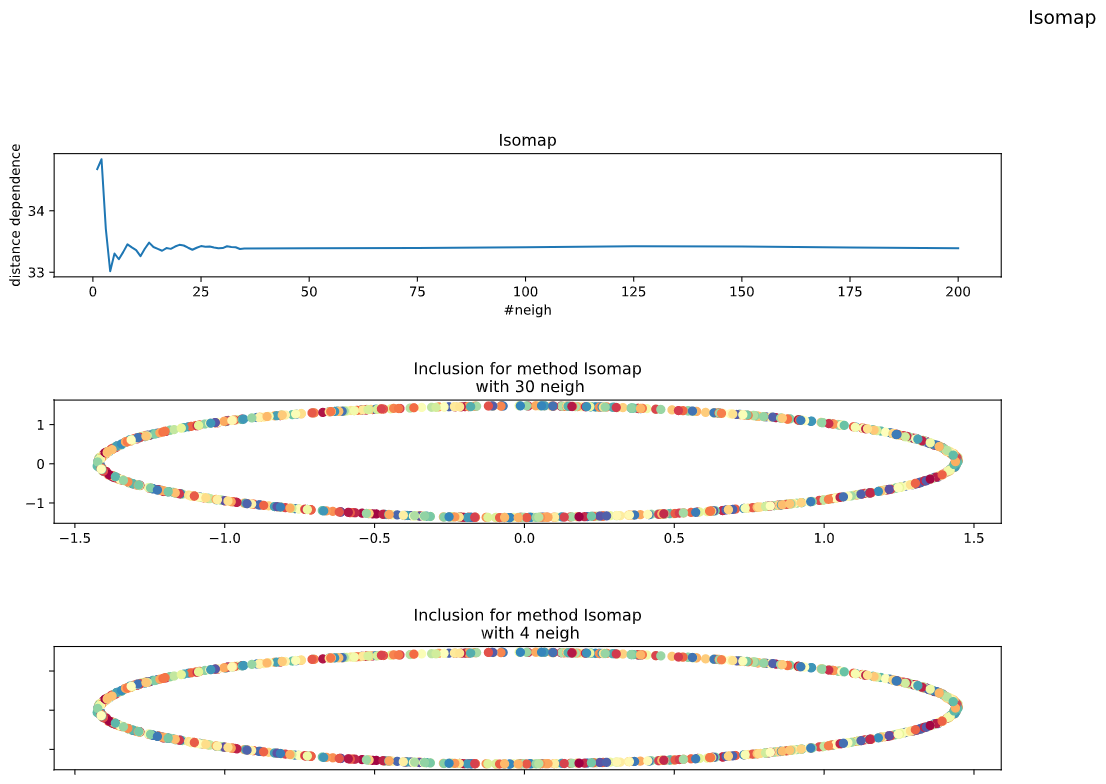 Isomap
Isomap
distance dependence
34
33
0 25 50 75 100 125 150 175 200
#neigh
Inclusion for method Isomap
with 30 neigh
1
0
−1
−1.5 −1.0 −0.5 0.0 0.5 1.0 1.5
Inclusion for method Isomap
with 4 neigh